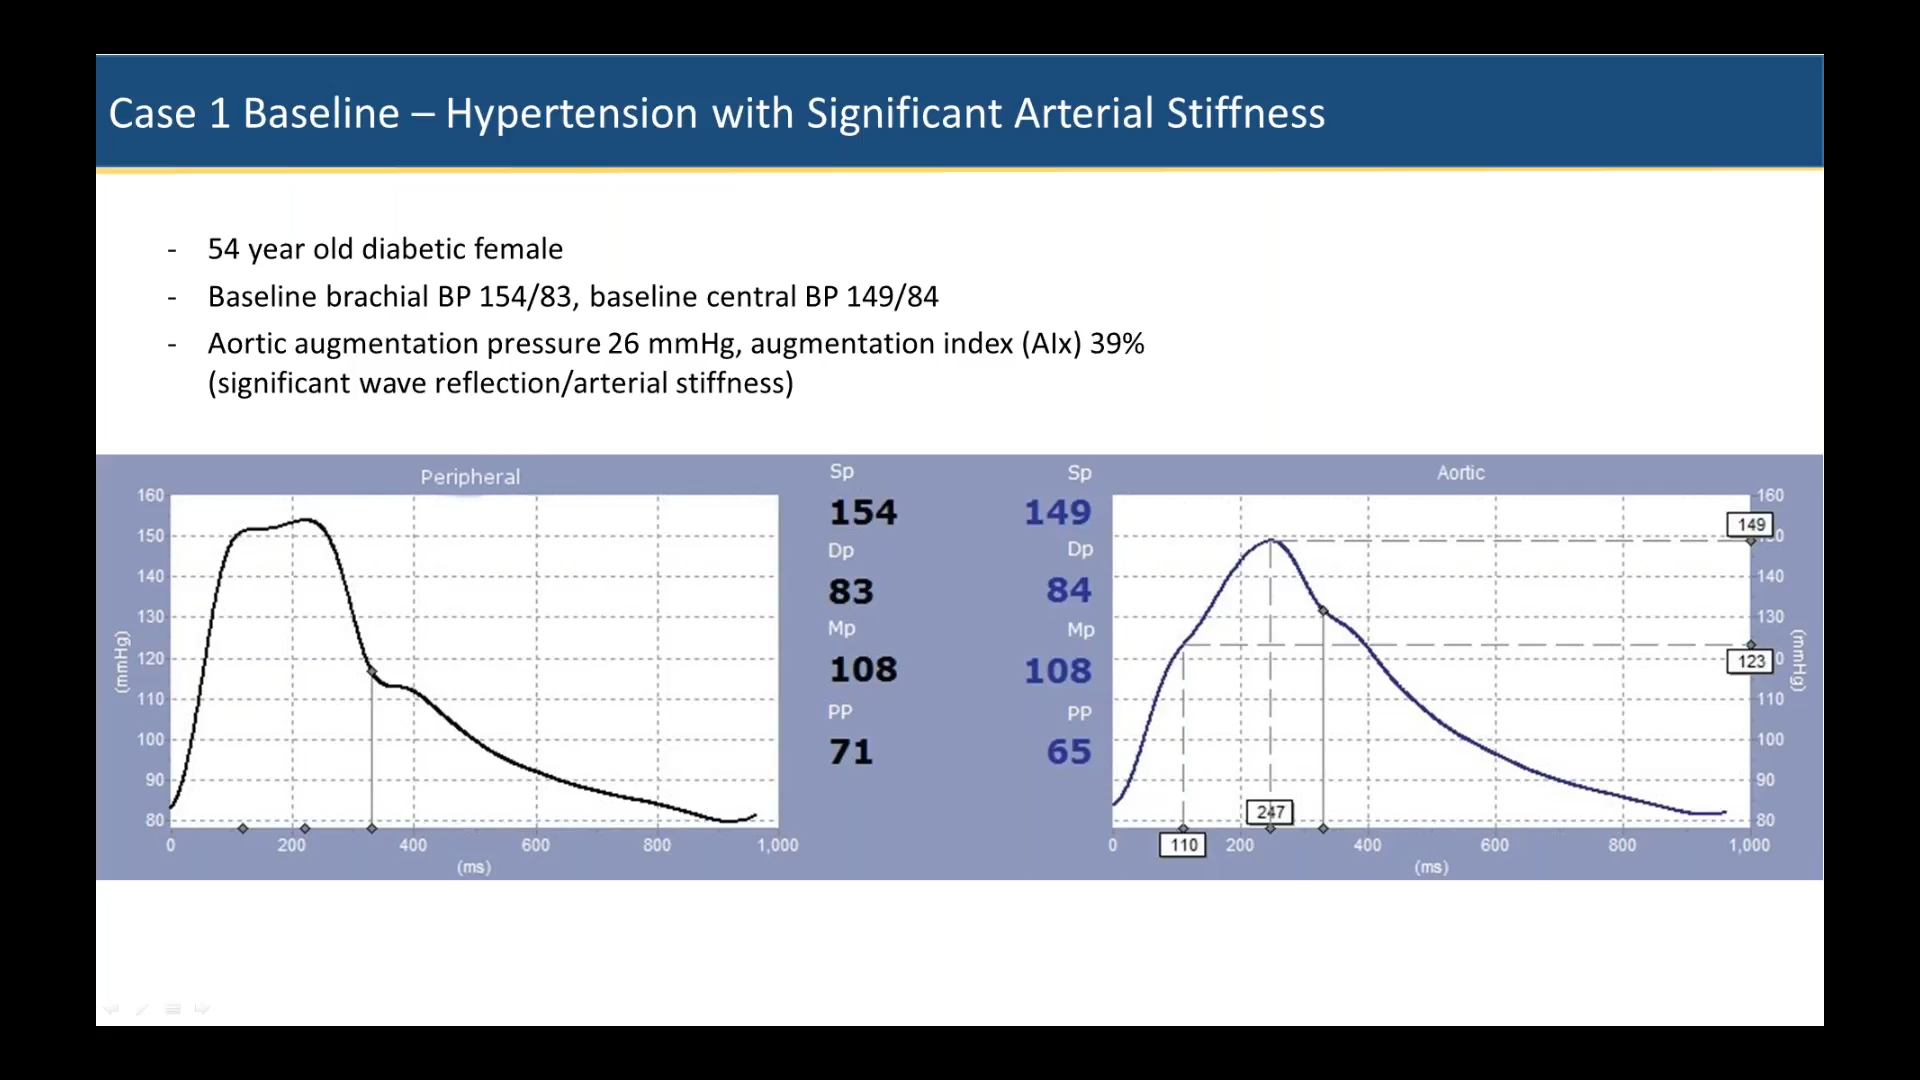 Case 1 Baseline – Hypertension with Significant Arterial Stiffness
- 54 year old diabetic female
- Baseline brachial BP 154/83, baseline central BP 149/84
- Aortic augmentation pressure 26 mmHg, augmentation index (AIx) 39%
(significant wave reflection/arterial stiffness)
Peripheral
160
150
140
130
120
110
100
90
80
(mmHg)
0 200 400 600 800 1,000
(ms)
Sp Sp
154 149
Dp Dp
83 84
Mp Mp
108 108
PP PP
71 65
Aortic
160
149
0
140
130
0
123
110
100
90
80
(mmHg)
247
0 110 200 400 600 800 1,000
(ms)